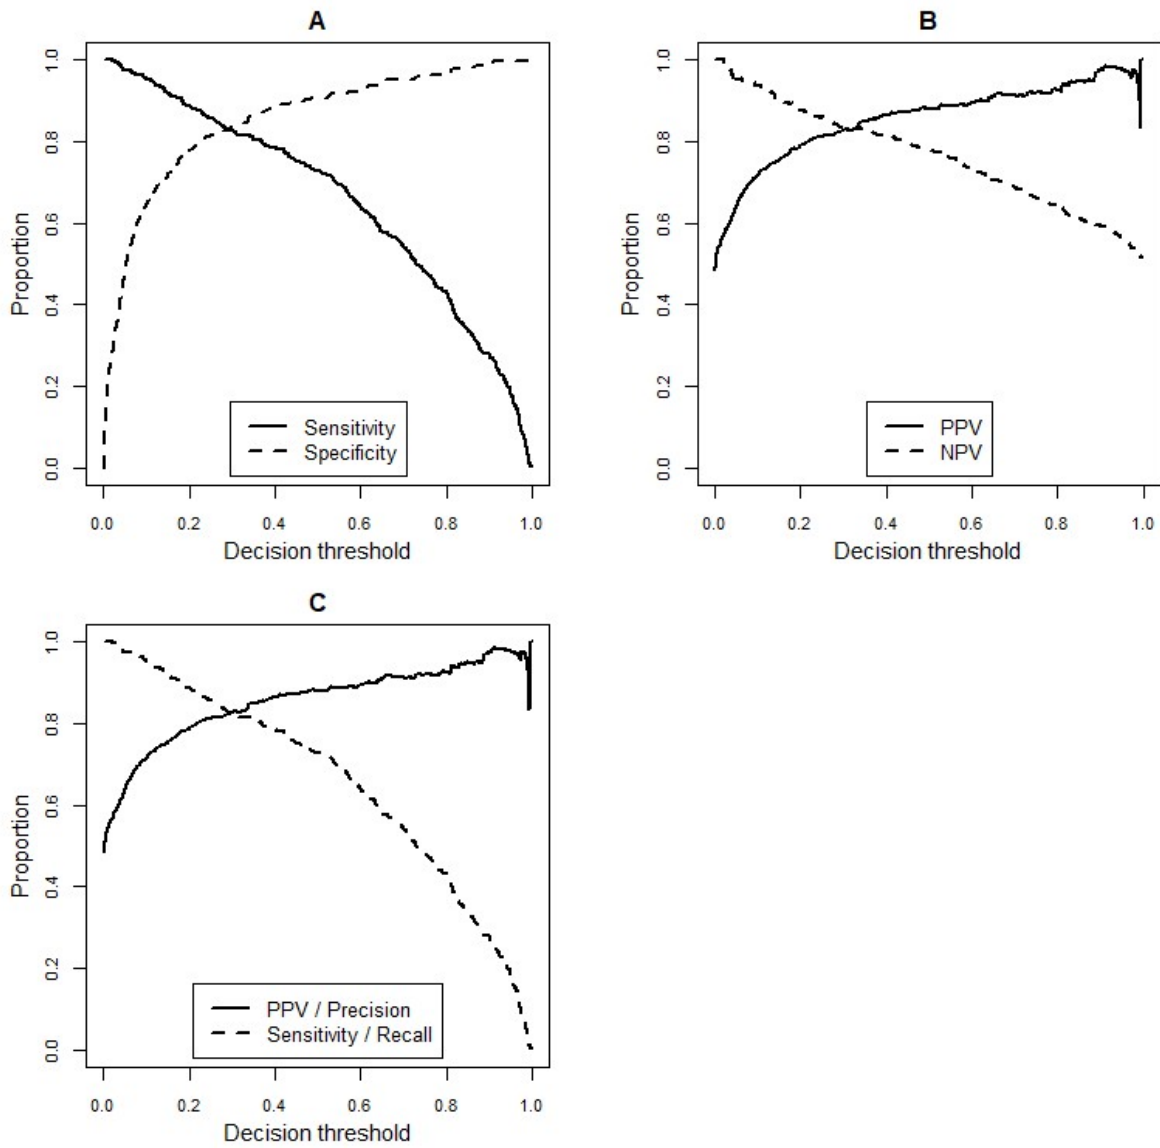 A
Proportion
1.0
0.8
0.6
0.4
0.2
0.0
Sensitivity
Specificity
0.0 0.2 0.4 0.6 0.8 1.0
Decision threshold
B
Proportion
1.0
0.8
0.6
0.4
0.2
0.0
PPV
NPV
0.0 0.2 0.4 0.6 0.8 1.0
Decision threshold
C
Proportion
1.0
0.8
0.6
0.4
0.2
0.0
PPV / Precision
Sensitivity / Recall
0.0 0.2 0.4 0.6 0.8 1.0
Decision threshold